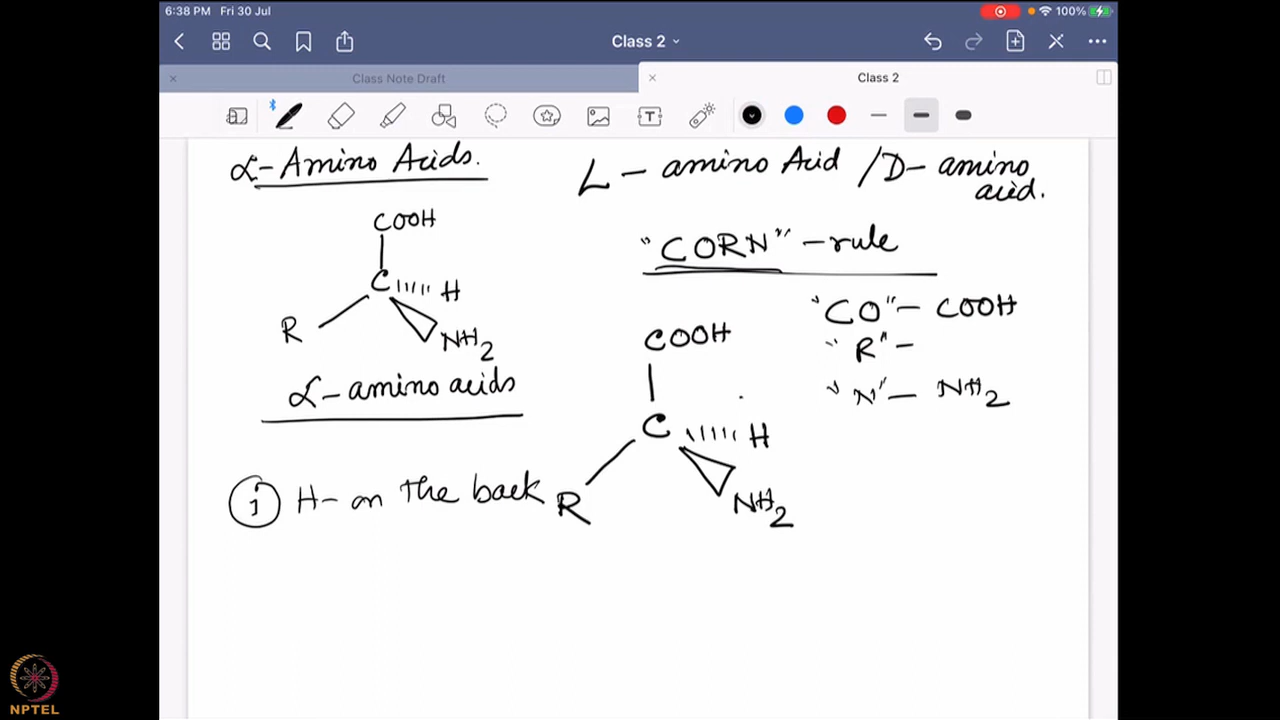 6:38 PM Fri 30 Jul
100%
Class 2
Class Note Draft
Class 2
T
α-Amino Acids.
L - amino Acid / D- amino acid.
COOH
C
H
R
NH2
α-amino acids
"CORN" -rule
"CO" - COOH
"R" -
"N" - NH2
COOH
C
H
R
NH2
① H- on the back
NPTEL